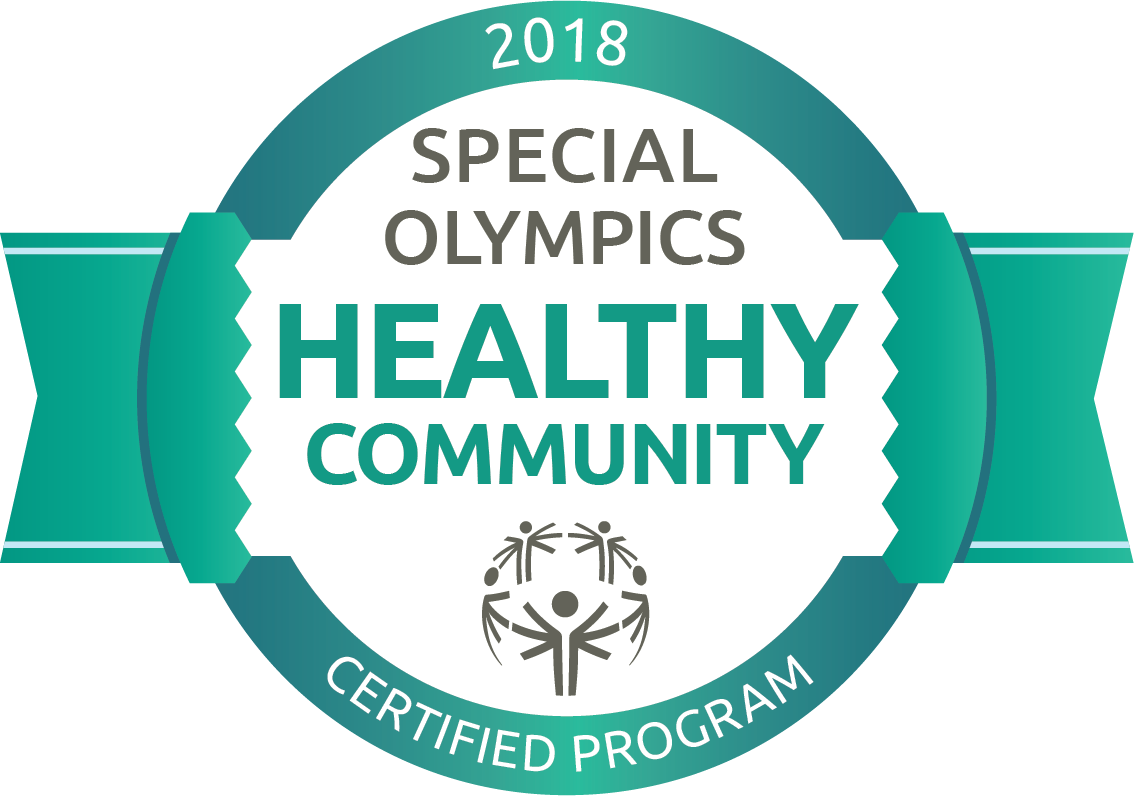 2018
SPECIAL
OLYMPICS
HEALTHY
COMMUNITY
CERTIFIED PROGRAM